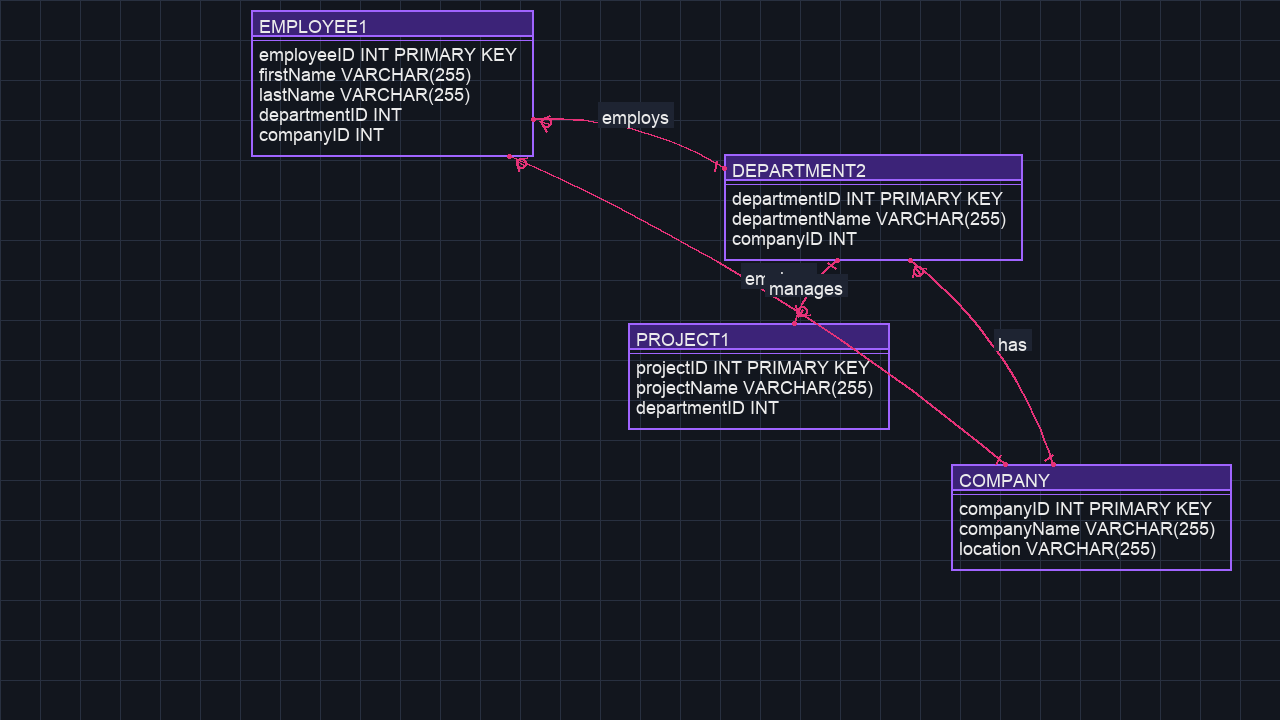 EMPLOYEE1
employeeID INT PRIMARY KEY
firstName VARCHAR(255)
lastName VARCHAR(255)
departmentID INT
companyID INT
employs
DEPARTMENT2
departmentID INT PRIMARY KEY
departmentName VARCHAR(255)
companyID INT
manages
PROJECT1
projectID INT PRIMARY KEY
projectName VARCHAR(255)
departmentID INT
has
COMPANY
companyID INT PRIMARY KEY
companyName VARCHAR(255)
location VARCHAR(255)